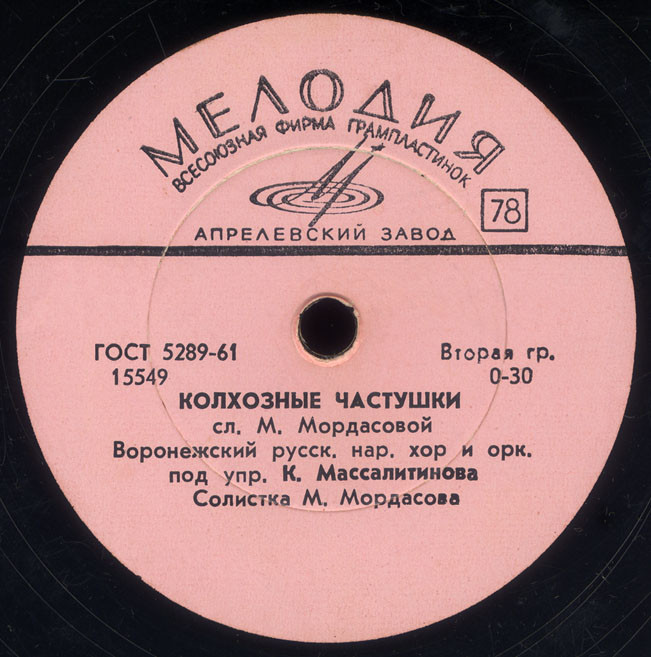 МЕЛОДИЯ
ВСЕСОЮЗНАЯ ФИРМА ГРАМПЛАСТИНОК
78
АПРЕЛЕВСКИЙ ЗАВОД
ГОСТ 5289-61 Вторая гр.
15549 0-30
КОЛХОЗНЫЕ ЧАСТУШКИ
сл. М. Мордасовой
Воронежский русск. нар. хор и орк.
под упр. К. Массалитинова
Солистка М. Мордасова